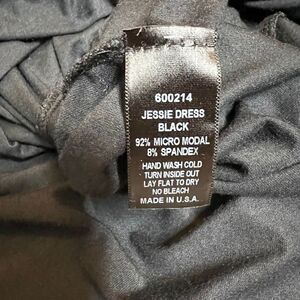 600214
JESSIE DRESS
BLACK
92% MICRO MODAL
8% SPANDEX
HAND WASH COLD
TURN INSIDE OUT
LAY FLAT TO DRY
NO BLEACH
MADE IN U.S.A.